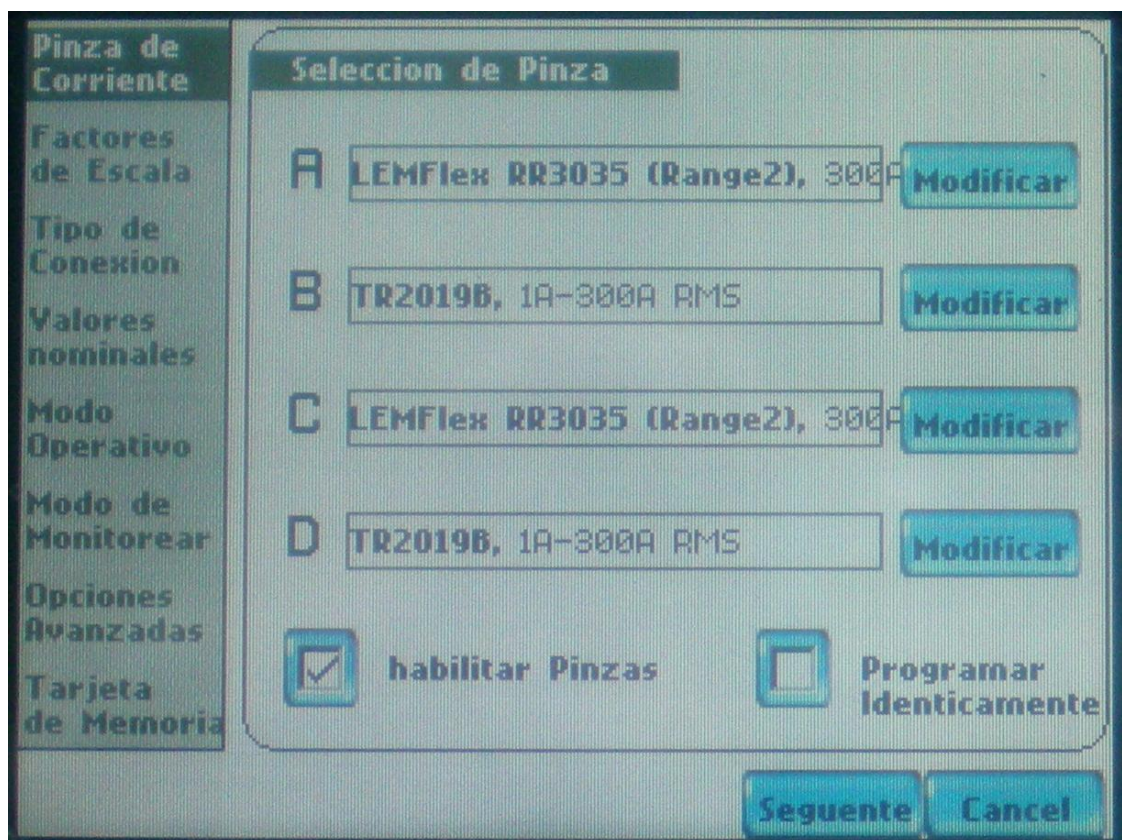 Pinza de
Corriente
Factores
de Escala
Tipo de
Conexion
Valores
nominales
Modo
Operativo
Modo de
Monitorear
Opciones
Avanzadas
Tarjeta
de Memoria
Seleccion de Pinza
A LEMFlex RR3035 (Range2), 300A Modificar
B TR2019B, 1A-300A RMS Modificar
C LEMFlex RR3035 (Range2), 300A Modificar
D TR2019B, 1A-300A RMS Modificar
habilitar Pinzas
Programar
Identicamente
Seguente Cancel